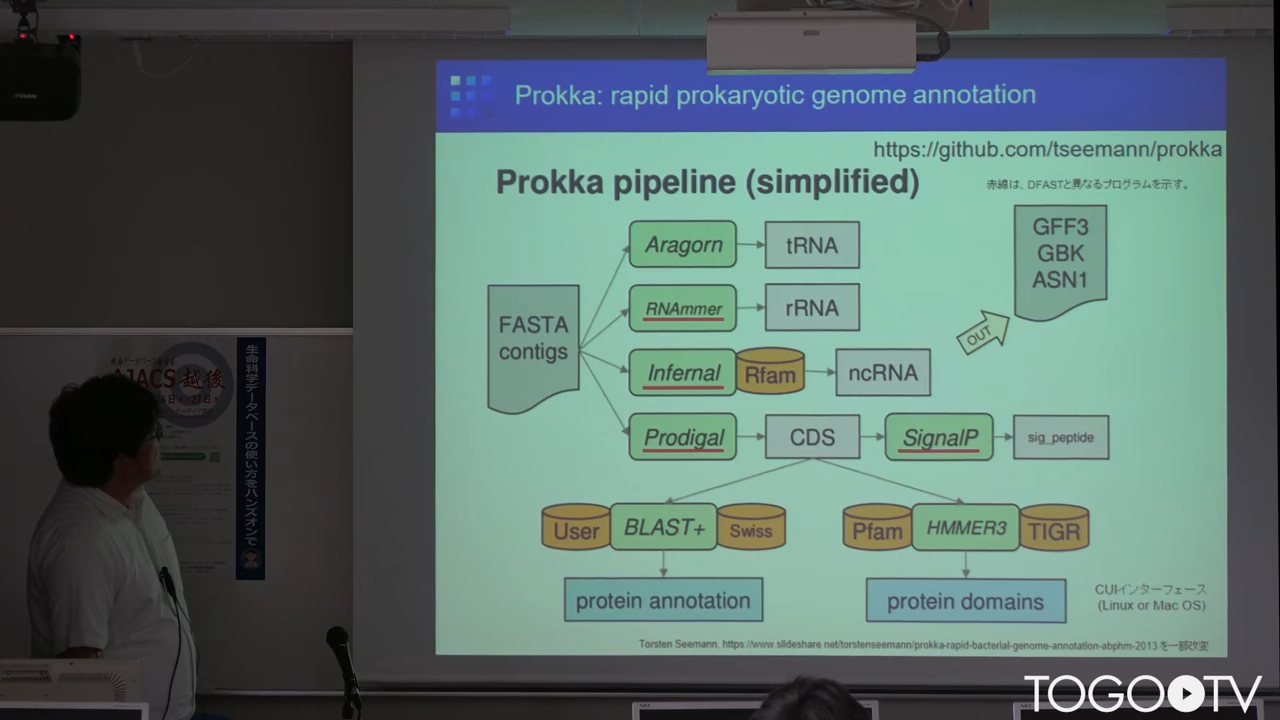 Prokka: rapid prokaryotic genome annotation
https://github.com/tseemann/prokka
Prokka pipeline (simplified)
赤線は、DFASTと異なるプログラムを示す。
GFF3
GBK
ASN1
Aragorn
tRNA
FASTA
contigs
RNAmmer
rRNA
OUT
Infernal
Rfam
ncRNA
Prodigal
CDS
SignalP
sig_peptide
User
BLAST+
Swiss
Pfam
HMMER3
TIGR
protein annotation
protein domains
CUIインターフェース
(Linux or Mac OS)
Torsten Seemann, https://www.slideshare.net/torstenseemann/prokka-rapid-bacterial-genome-annotation-abphm-2013 を一部改変
AJACS 越後
生命科学データベースの使い方をハンズオンで
TOGO TV